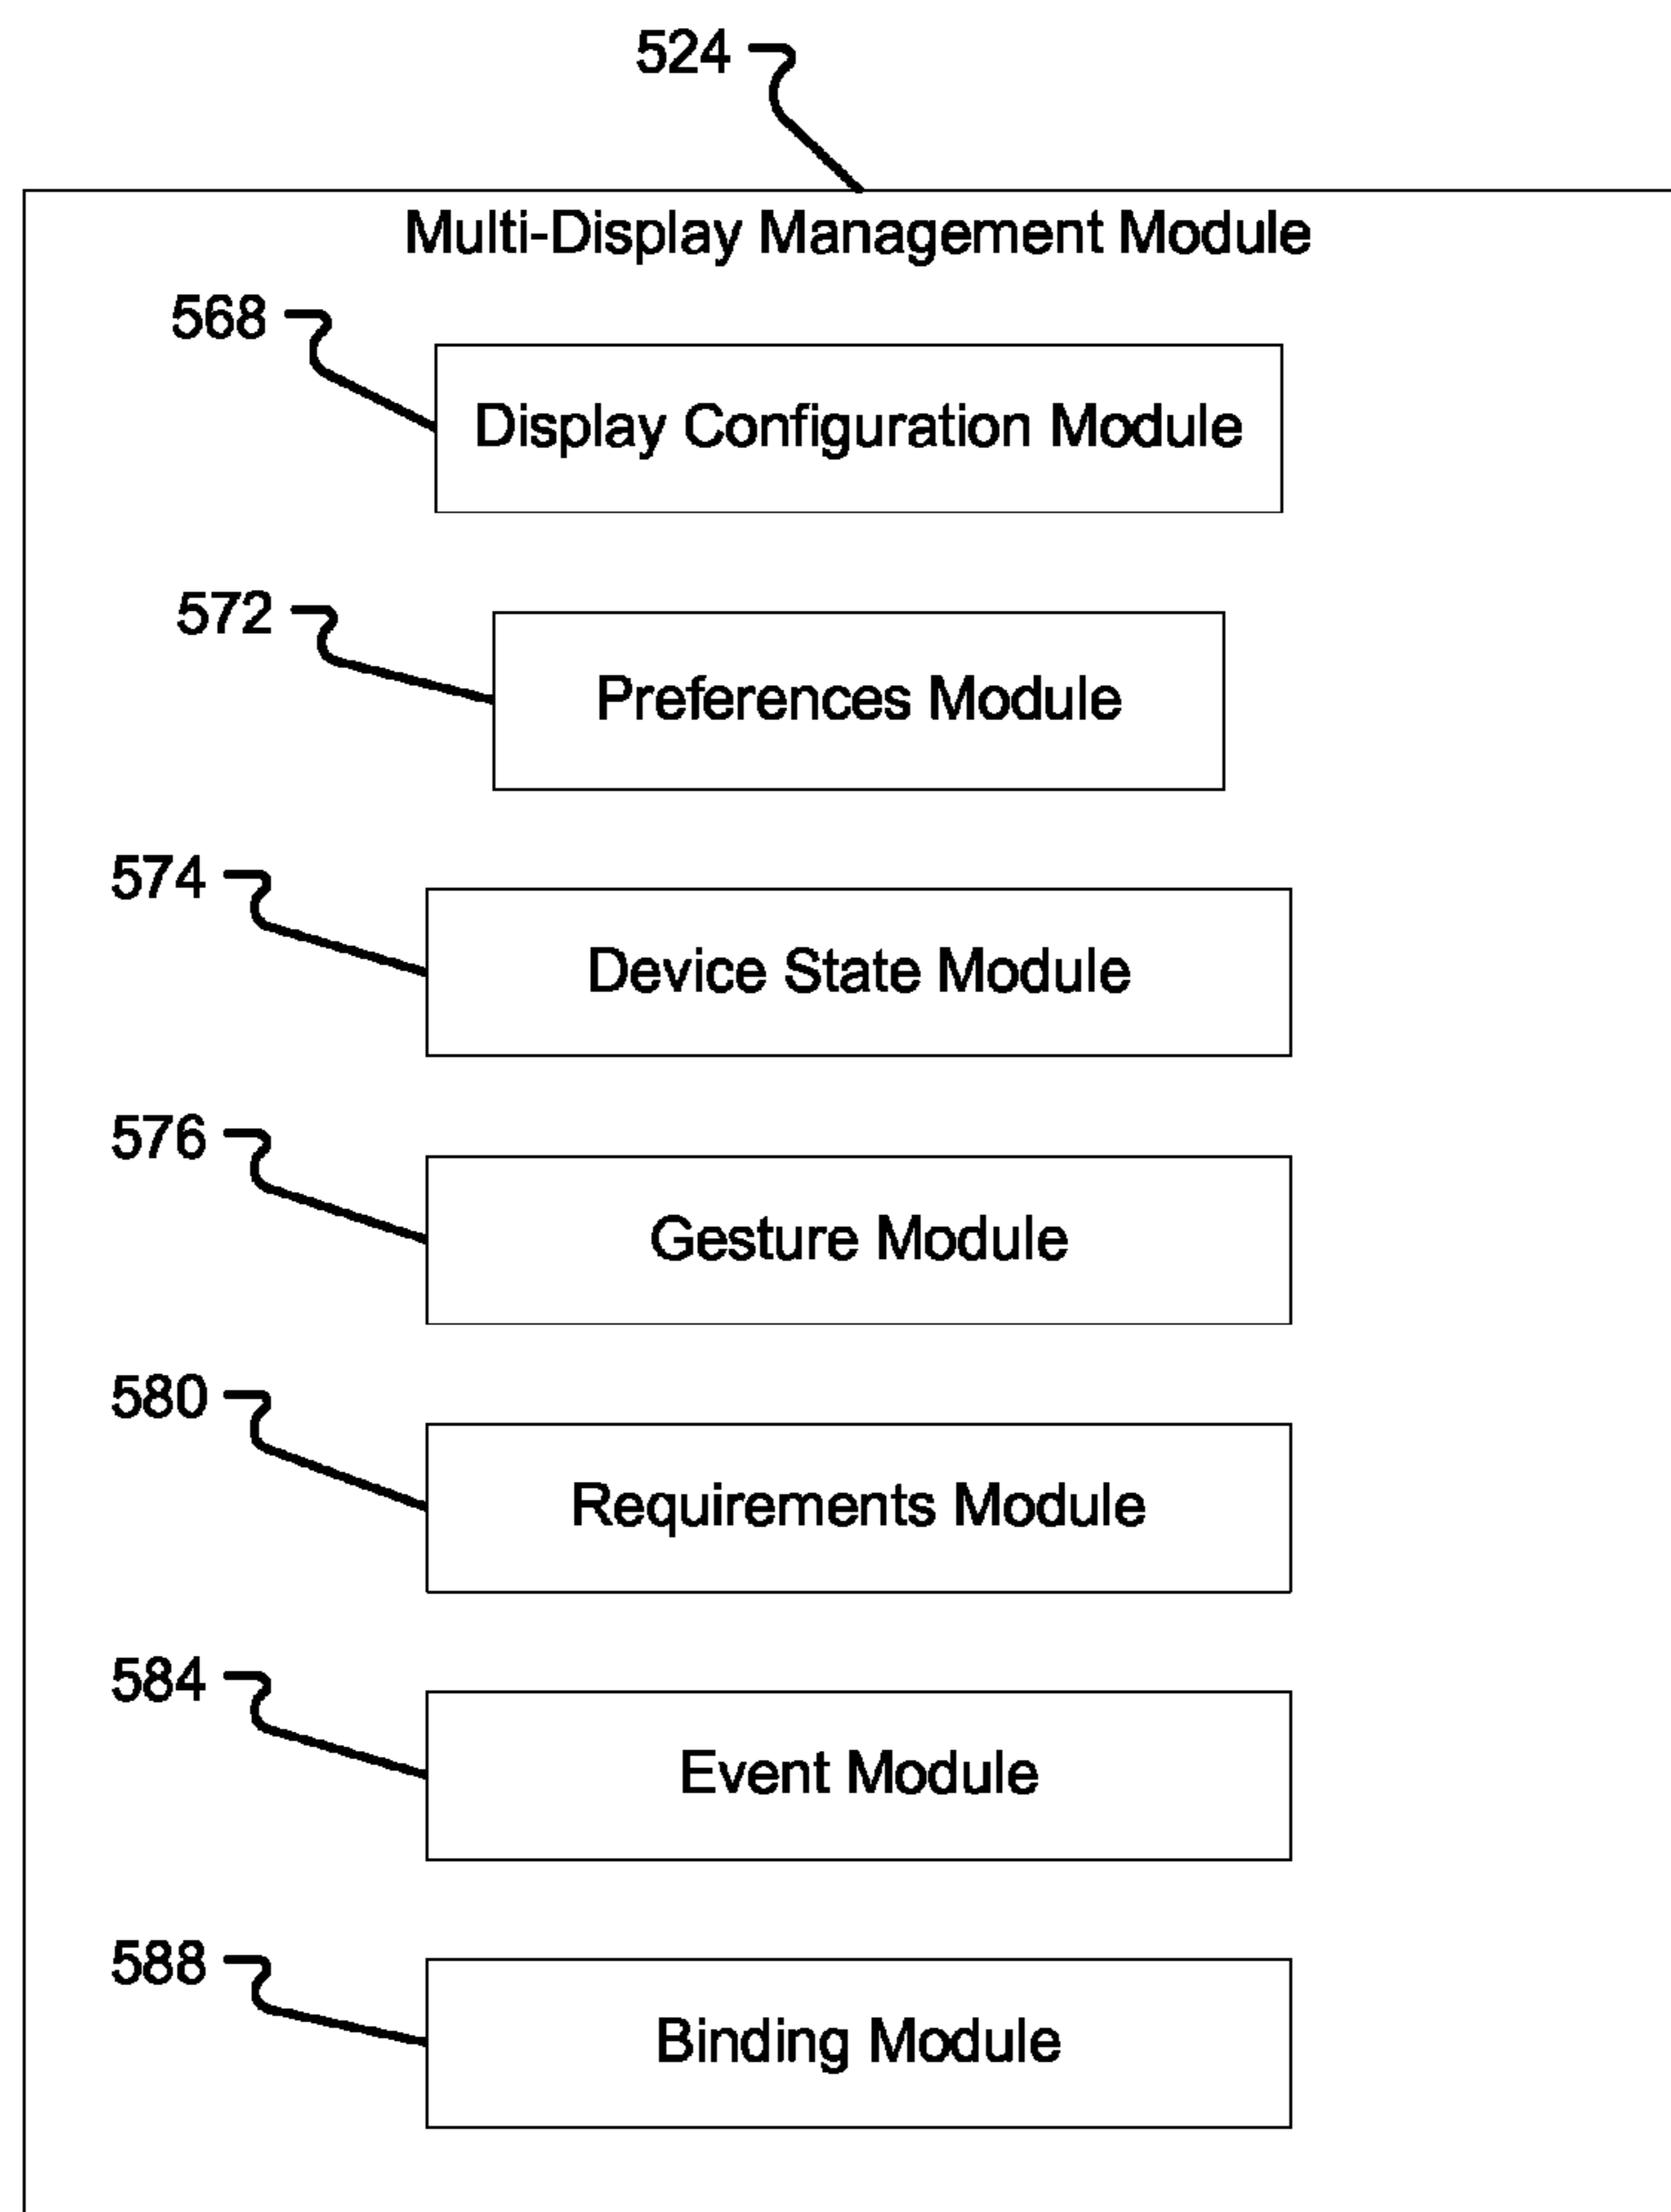 524
Multi-Display Management Module
568
Display Configuration Module
572
Preferences Module
574
Device State Module
576
Gesture Module
580
Requirements Module
584
Event Module
588
Binding Module